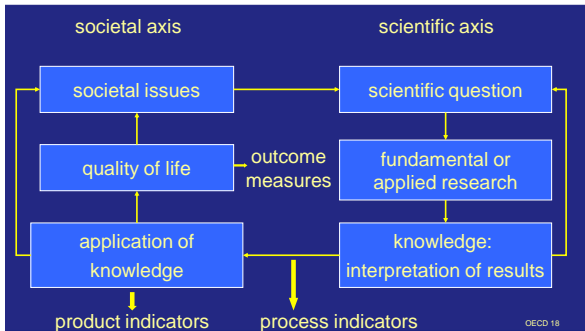 societal axis
scientific axis
societal issues
scientific question
quality of life
outcome
measures
fundamental or
applied research
application of
knowledge
knowledge:
interpretation of results
product indicators
process indicators
OECD 18